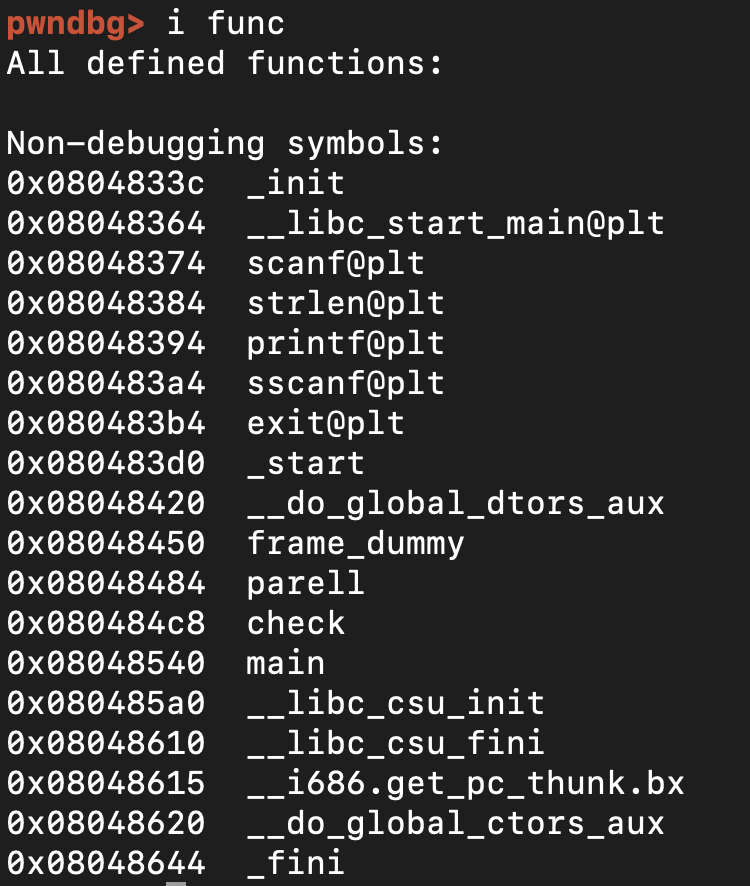 pwndbg> i func
All defined functions:
Non-debugging symbols:
0x0804833c  _init
0x08048364  __libc_start_main@plt
0x08048374  scanf@plt
0x08048384  strlen@plt
0x08048394  printf@plt
0x080483a4  sscanf@plt
0x080483b4  exit@plt
0x080483d0  _start
0x08048420  __do_global_dtors_aux
0x08048450  frame_dummy
0x08048484  parell
0x080484c8  check
0x08048540  main
0x080485a0  __libc_csu_init
0x08048610  __libc_csu_fini
0x08048615  __i686.get_pc_thunk.bx
0x08048620  __do_global_ctors_aux
0x08048644  _fini